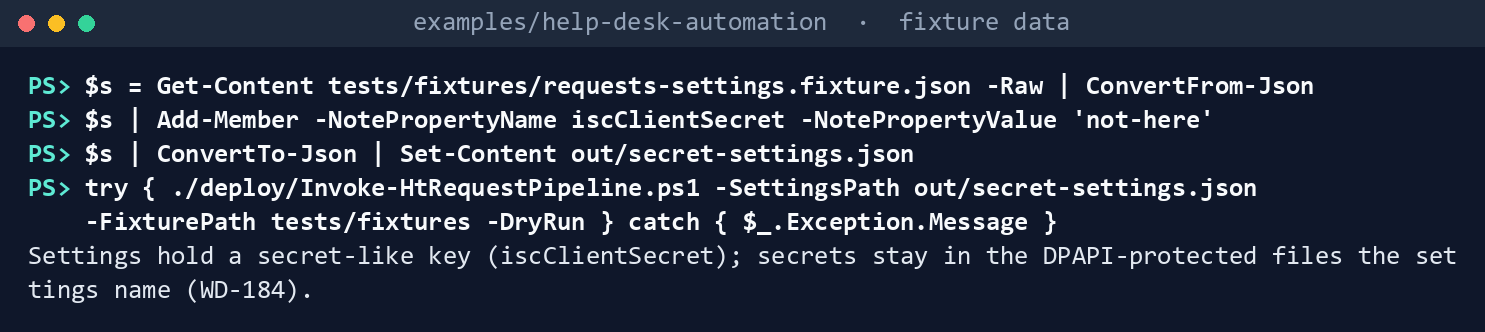 examples/help-desk-automation · fixture data
PS> $s = Get-Content tests/fixtures/requests-settings.fixture.json -Raw | ConvertFrom-Json
PS> $s | Add-Member -NotePropertyName iscClientSecret -NotePropertyValue 'not-here'
PS> $s | ConvertTo-Json | Set-Content out/secret-settings.json
PS> try { ./deploy/Invoke-HtRequestPipeline.ps1 -SettingsPath out/secret-settings.json
    -FixturePath tests/fixtures -DryRun } catch { $_.Exception.Message }
Settings hold a secret-like key (iscClientSecret); secrets stay in the DPAPI-protected files the set
tings name (WD-184).